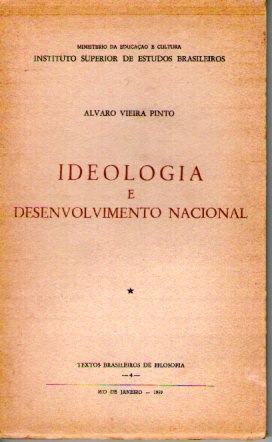 MINISTÉRIO DA EDUCAÇÃO E CULTURA
INSTITUTO SUPERIOR DE ESTUDOS BRASILEIROS
ALVARO VIEIRA PINTO
IDEOLOGIA
E
DESENVOLVIMENTO NACIONAL
TEXTOS BRASILEIROS DE FILOSOFIA
—4—
RIO DE JANEIRO —